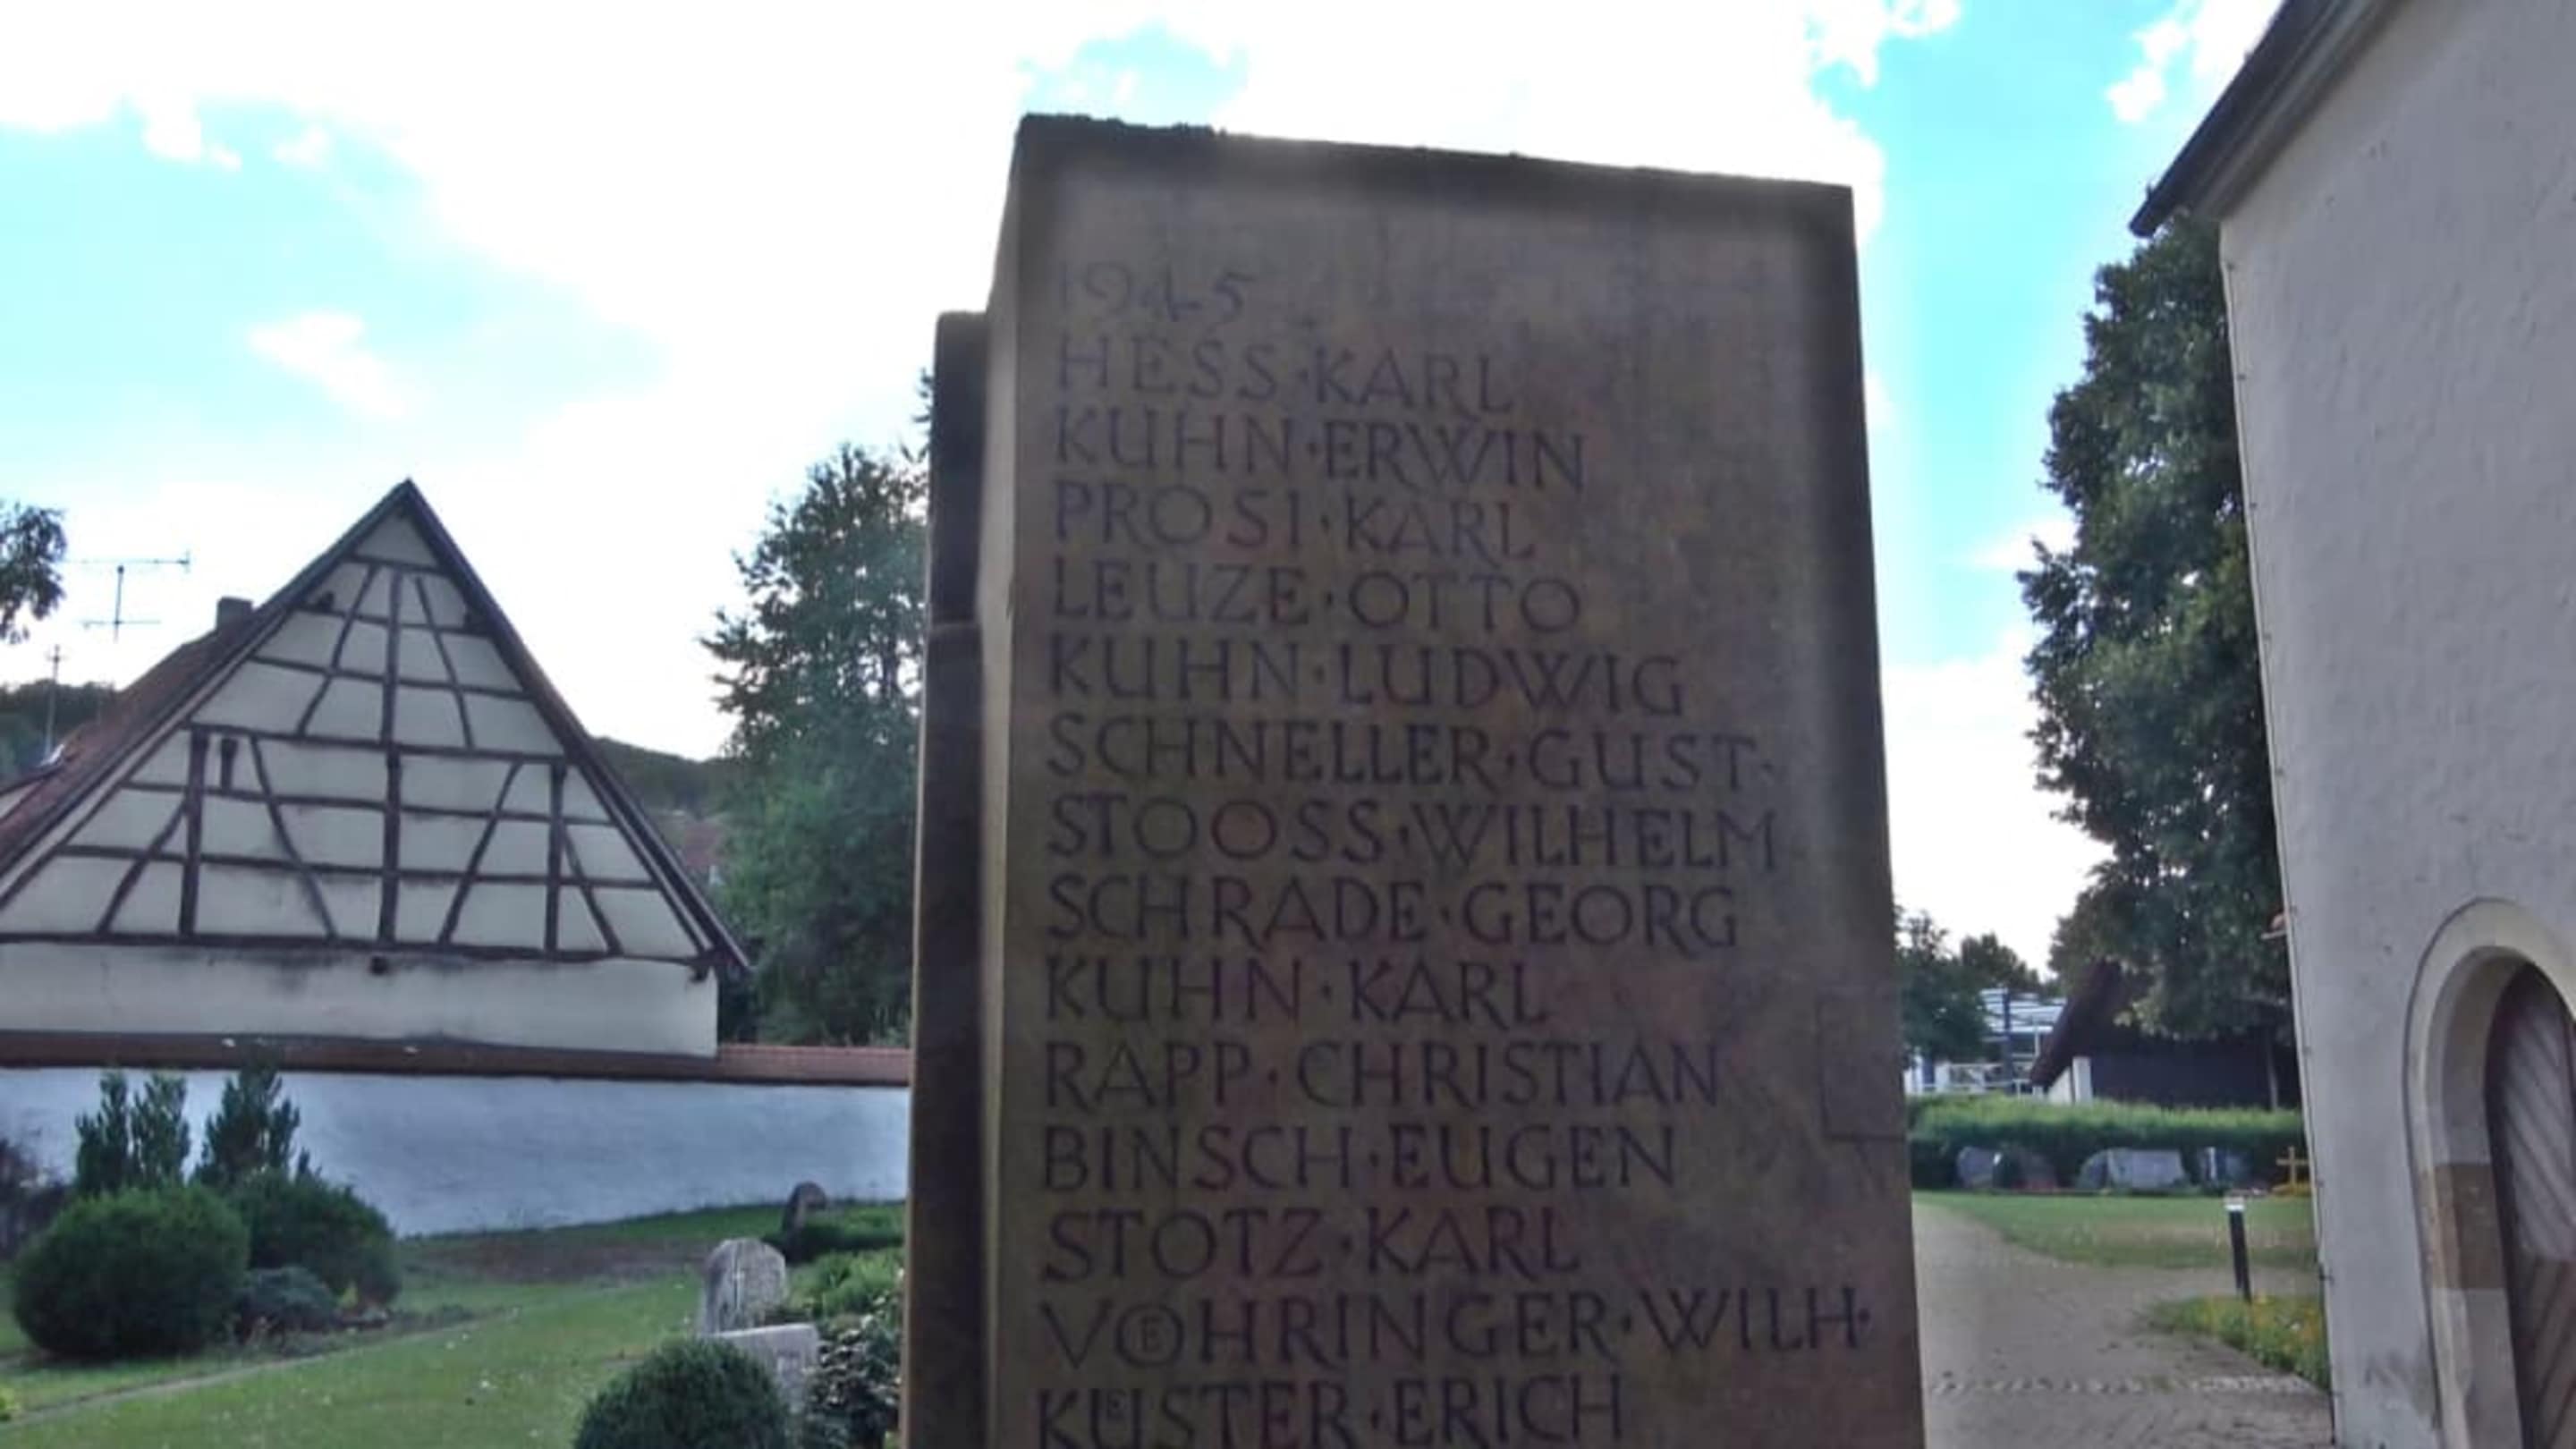 1945
HESS·KARL
KUHN·ERWIN
PROSI·KARL
LEUZE·OTTO
KUHN·LUDWIG
SCHNELLER·GUST·
STOOSS·WILHELM
SCHRADE·GEORG
KUHN·KARL
RAPP·CHRISTIAN
BINSCH·EUGEN
STOTZ·KARL
VÖHRINGER·WILH·
KÜSTER·ERICH